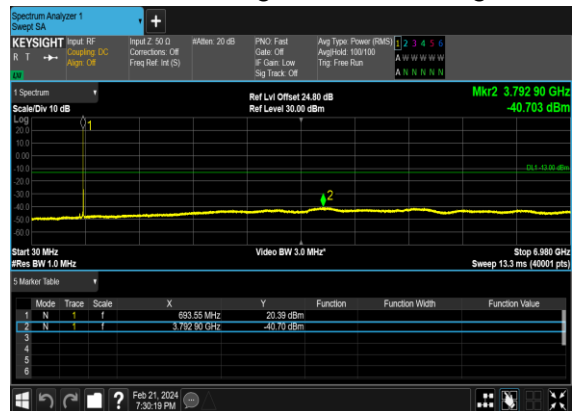 Spectrum Analyzer 1
Swept SA
+
KEYSIGHT Input: RF Input Z: 50 Ω #Atten: 20 dB PNO: Fast Avg Type: Power (RMS) 1 2 3 4 5 6
R T Coupling: DC Corrections: Off Gate: Off Avg|Hold: 100/100 A W W W W W
Align: Off Freq Ref: Int (S) IF Gain: Low Trig: Free Run
Sig Track: Off A N N N N N
1 Spectrum Ref Lvl Offset 24.80 dB Mkr2 3.792 90 GHz
Scale/Div 10 dB Ref Level 30.00 dBm -40.703 dBm
Log
1
20.0
10.0
0.00
-10.0 DL1 -13.00 dBm
-20.0
-30.0 2
-40.0
-50.0
-60.0
Start 30 MHz Video BW 3.0 MHz* Stop 6.980 GHz
#Res BW 1.0 MHz Sweep 13.3 ms (40001 pts)
5 Marker Table
Mode Trace Scale X Y Function Function Width Function Value
1 N 1 f 693.55 MHz 20.39 dBm
2 N 1 f 3.792 90 GHz -40.70 dBm
3
4
5
6
? Feb 21, 2024
7:30:19 PM